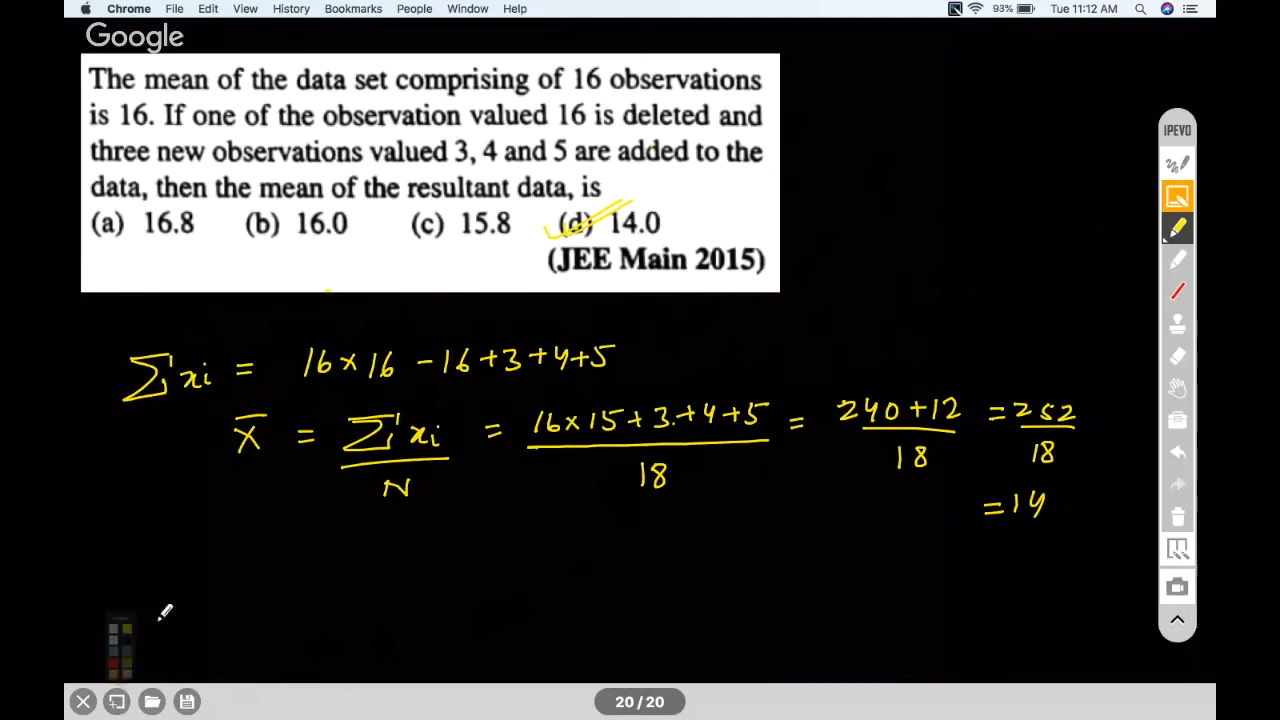 Chrome File Edit View History Bookmarks People Window Help 93% Tue 11:12 AM
Google
The mean of the data set comprising of 16 observations
is 16. If one of the observation valued 16 is deleted and
three new observations valued 3, 4 and 5 are added to the
data, then the mean of the resultant data, is
(a) 16.8 (b) 16.0 (c) 15.8 (d) 14.0
(JEE Main 2015)
IPEVO
∑xi = 16×16 -16+3+4+5
X̄ = ∑xi / N = 16×15+3+4+5 / 18 = 240+12 / 18 = 252 / 18
=14
20 / 20